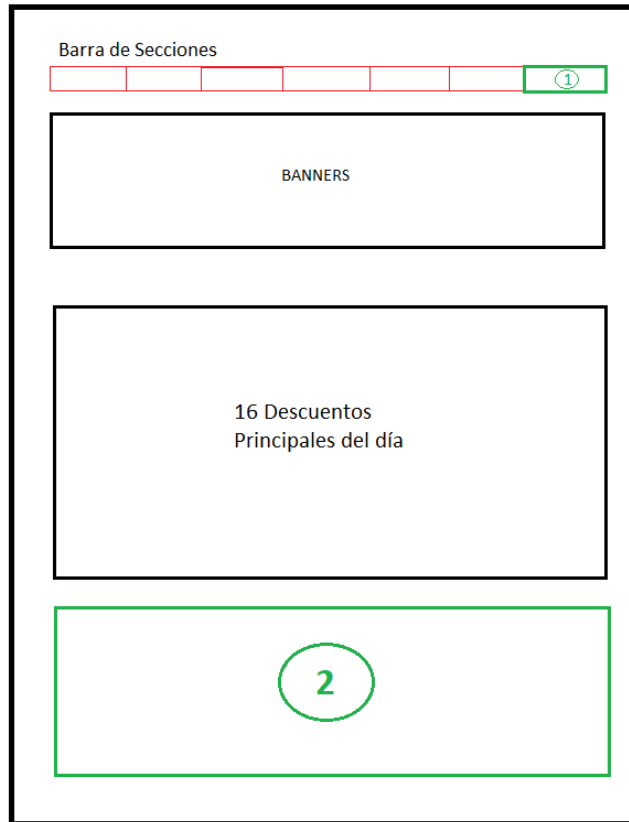 Barra de Secciones
1
BANNERS
16 Descuentos
Principales del día
2